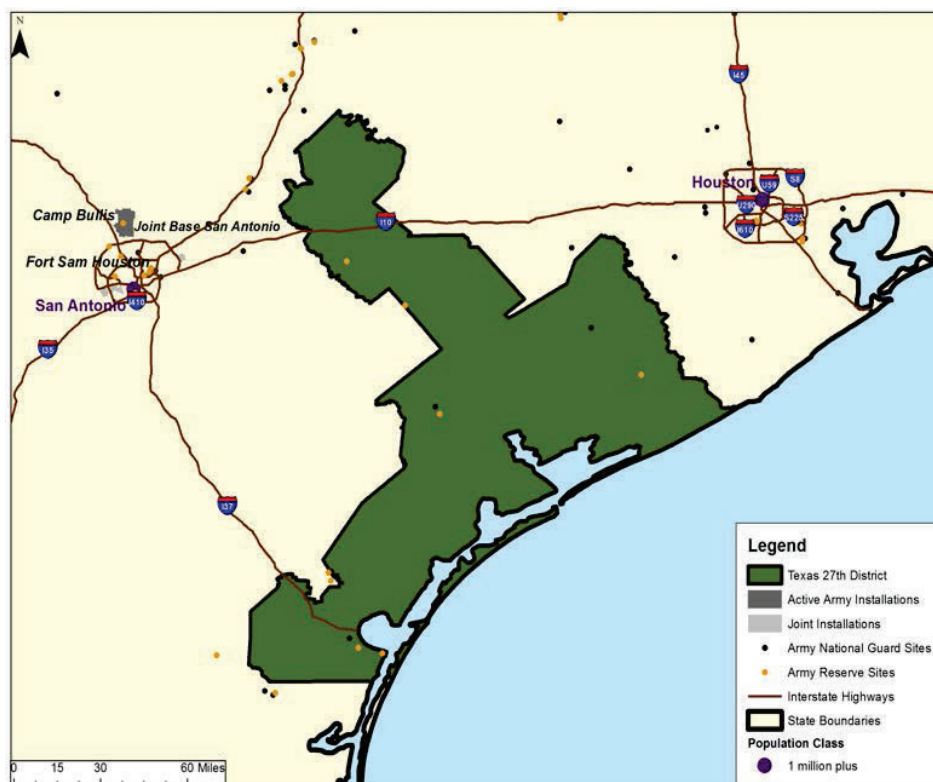 N
I45
Houston
U59
S8
U290
I10
S225
I610
Camp Bullis
Joint Base San Antonio
Fort Sam Houston
San Antonio
I410
I35
I37
Legend
Texas 27th District
Active Army Installations
Joint Installations
Army National Guard Sites
Army Reserve Sites
Interstate Highways
State Boundaries
Population Class
1 million plus
0 15 30 60 Miles